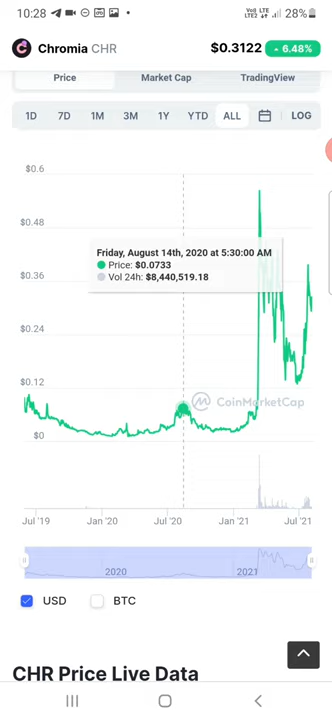 10:28
28%
Chromia CHR
$0.3122
6.48%
Price Market Cap TradingView
1D 7D 1M 3M 1Y YTD ALL LOG
$0.6
$0.48
Friday, August 14th, 2020 at 5:30:00 AM
Price: $0.0733
Vol 24h: $8,440,519.18
$0.36
$0.24
$0.12
CoinMarketCap
$0
Jul '19 Jan '20 Jul '20 Jan '21 Jul '21
2020 2021
USD BTC
CHR Price Live Data